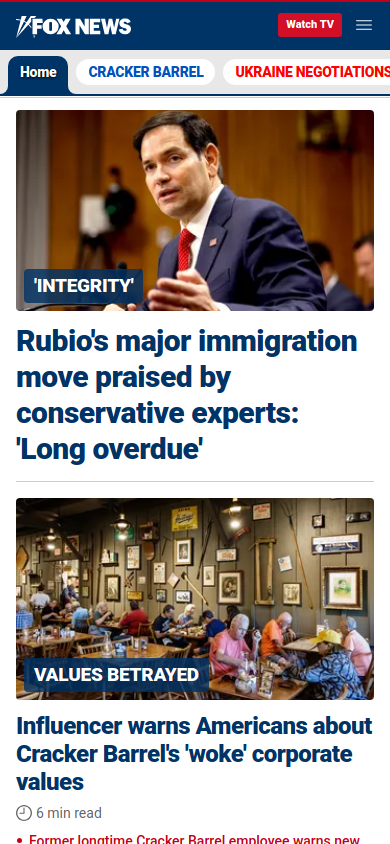 FOX NEWS
Watch TV
Home
CRACKER BARREL
UKRAINE NEGOTIATIONS
'INTEGRITY'
Rubio's major immigration
move praised by
conservative experts:
'Long overdue'
VALUES BETRAYED
Influencer warns Americans about
Cracker Barrel's 'woke' corporate
values
6 min read
Former longtime Cracker Barrel employee warns new